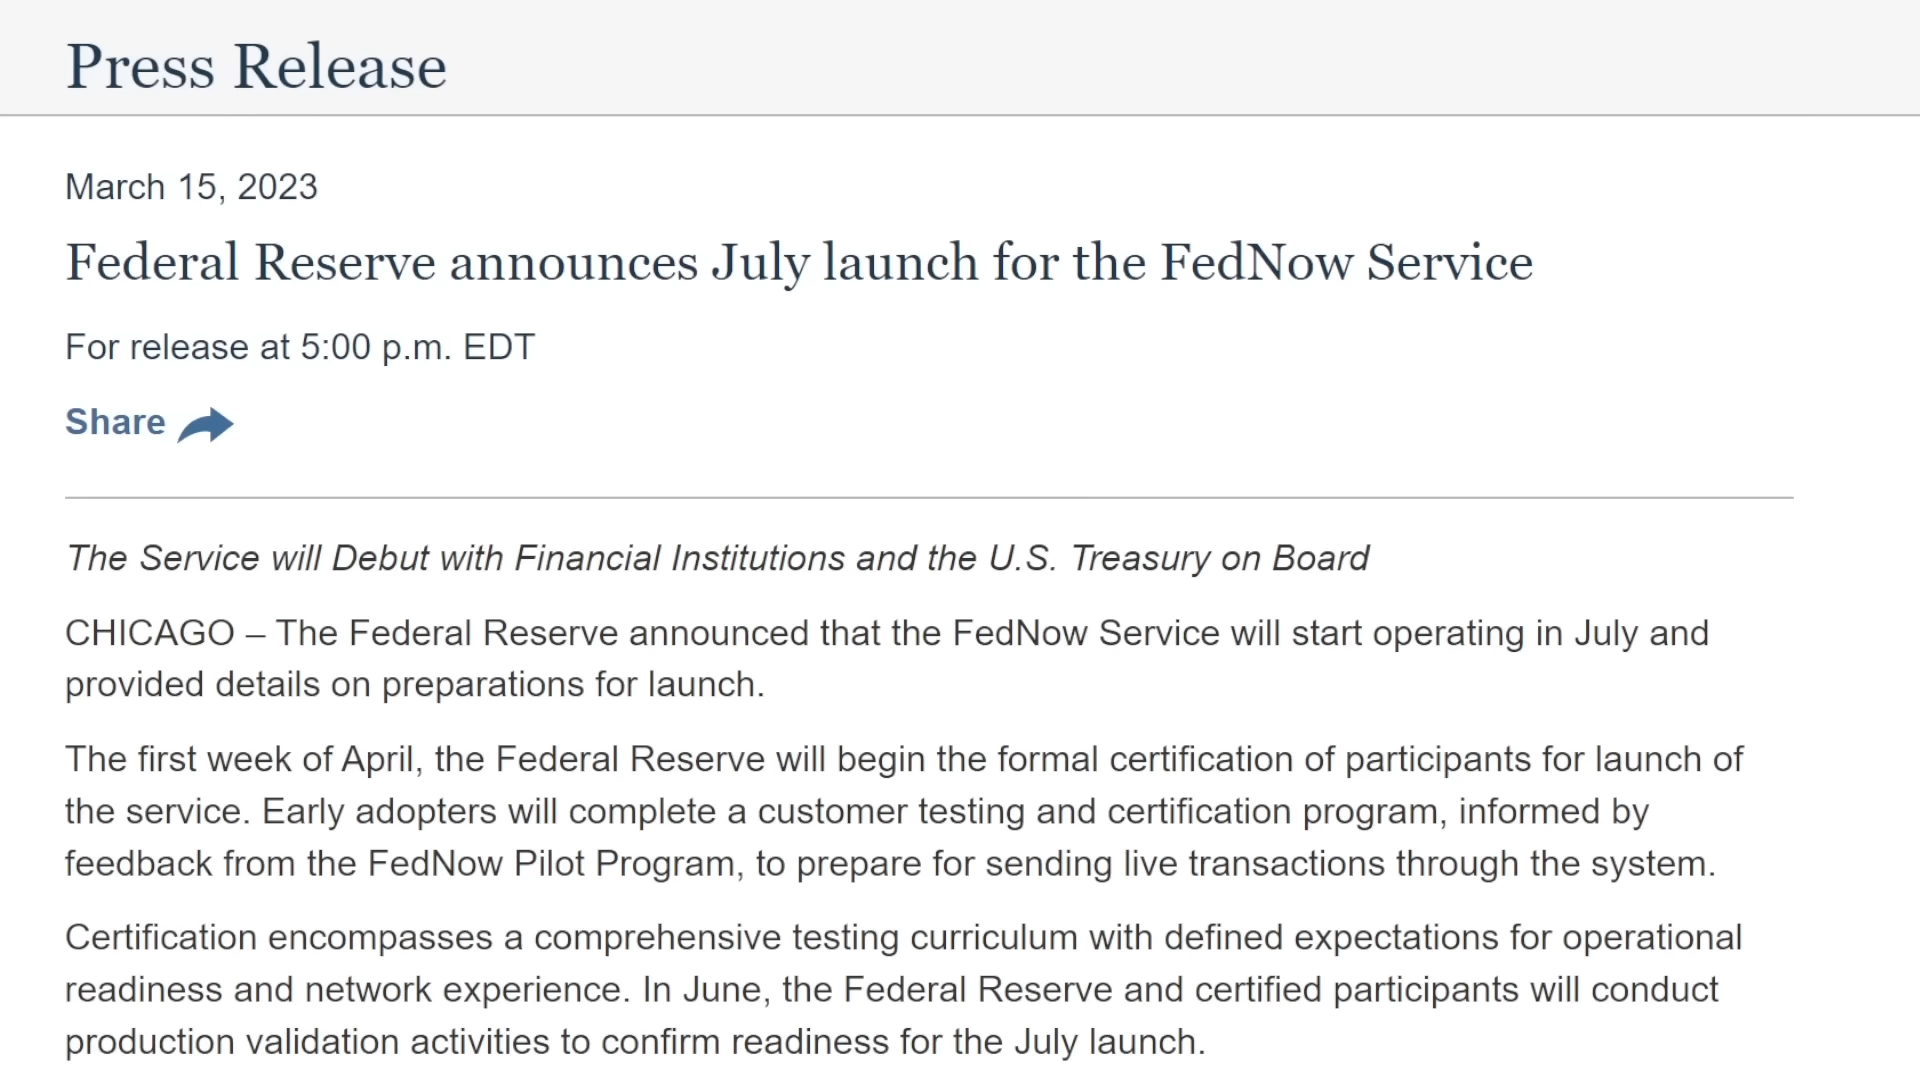 Press Release
March 15, 2023
Federal Reserve announces July launch for the FedNow Service
For release at 5:00 p.m. EDT
Share
The Service will Debut with Financial Institutions and the U.S. Treasury on Board
CHICAGO – The Federal Reserve announced that the FedNow Service will start operating in July and
provided details on preparations for launch.
The first week of April, the Federal Reserve will begin the formal certification of participants for launch of
the service. Early adopters will complete a customer testing and certification program, informed by
feedback from the FedNow Pilot Program, to prepare for sending live transactions through the system.
Certification encompasses a comprehensive testing curriculum with defined expectations for operational
readiness and network experience. In June, the Federal Reserve and certified participants will conduct
production validation activities to confirm readiness for the July launch.